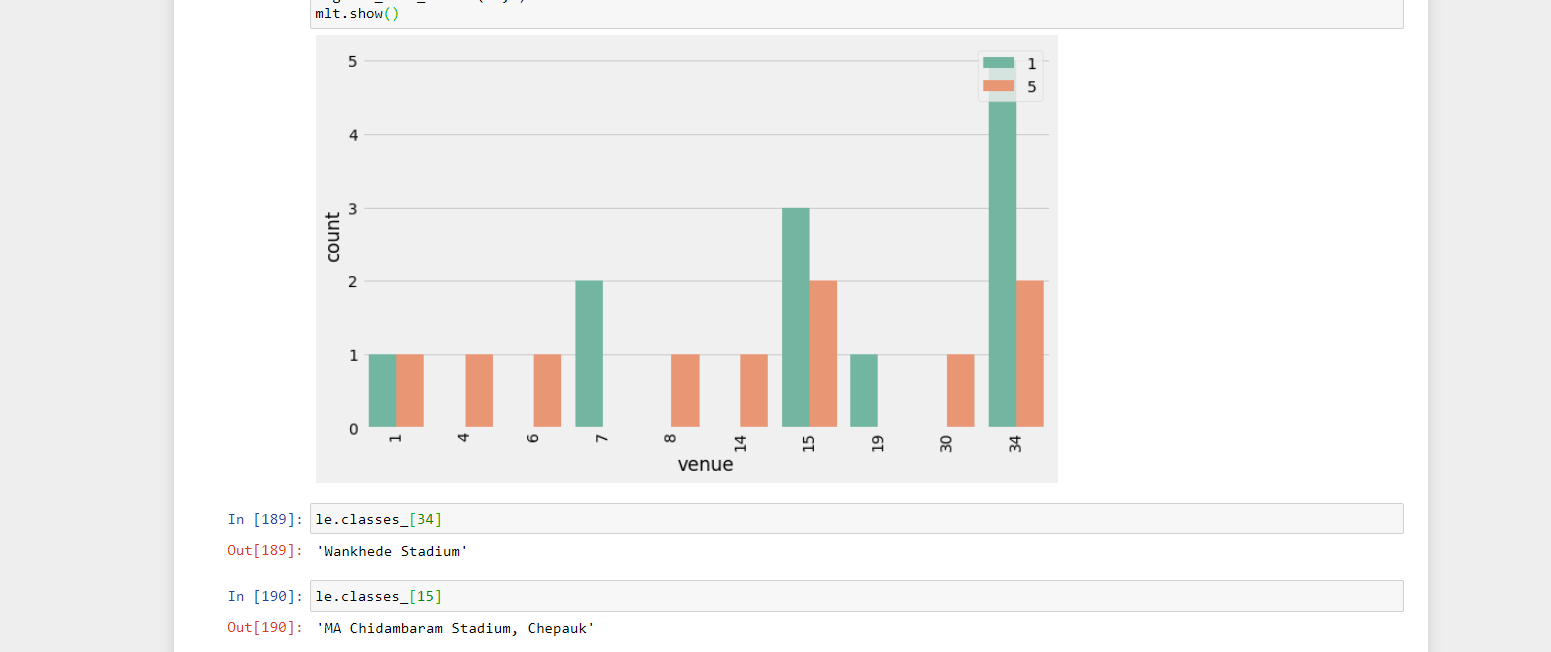 mlt.show()
5
4
3
2
1
0
count
1
5
1 4 6 7 8 14 15 19 30 34
venue
In [189]: le.classes_[34]
Out[189]: 'Wankhede Stadium'
In [190]: le.classes_[15]
Out[190]: 'MA Chidambaram Stadium, Chepauk'